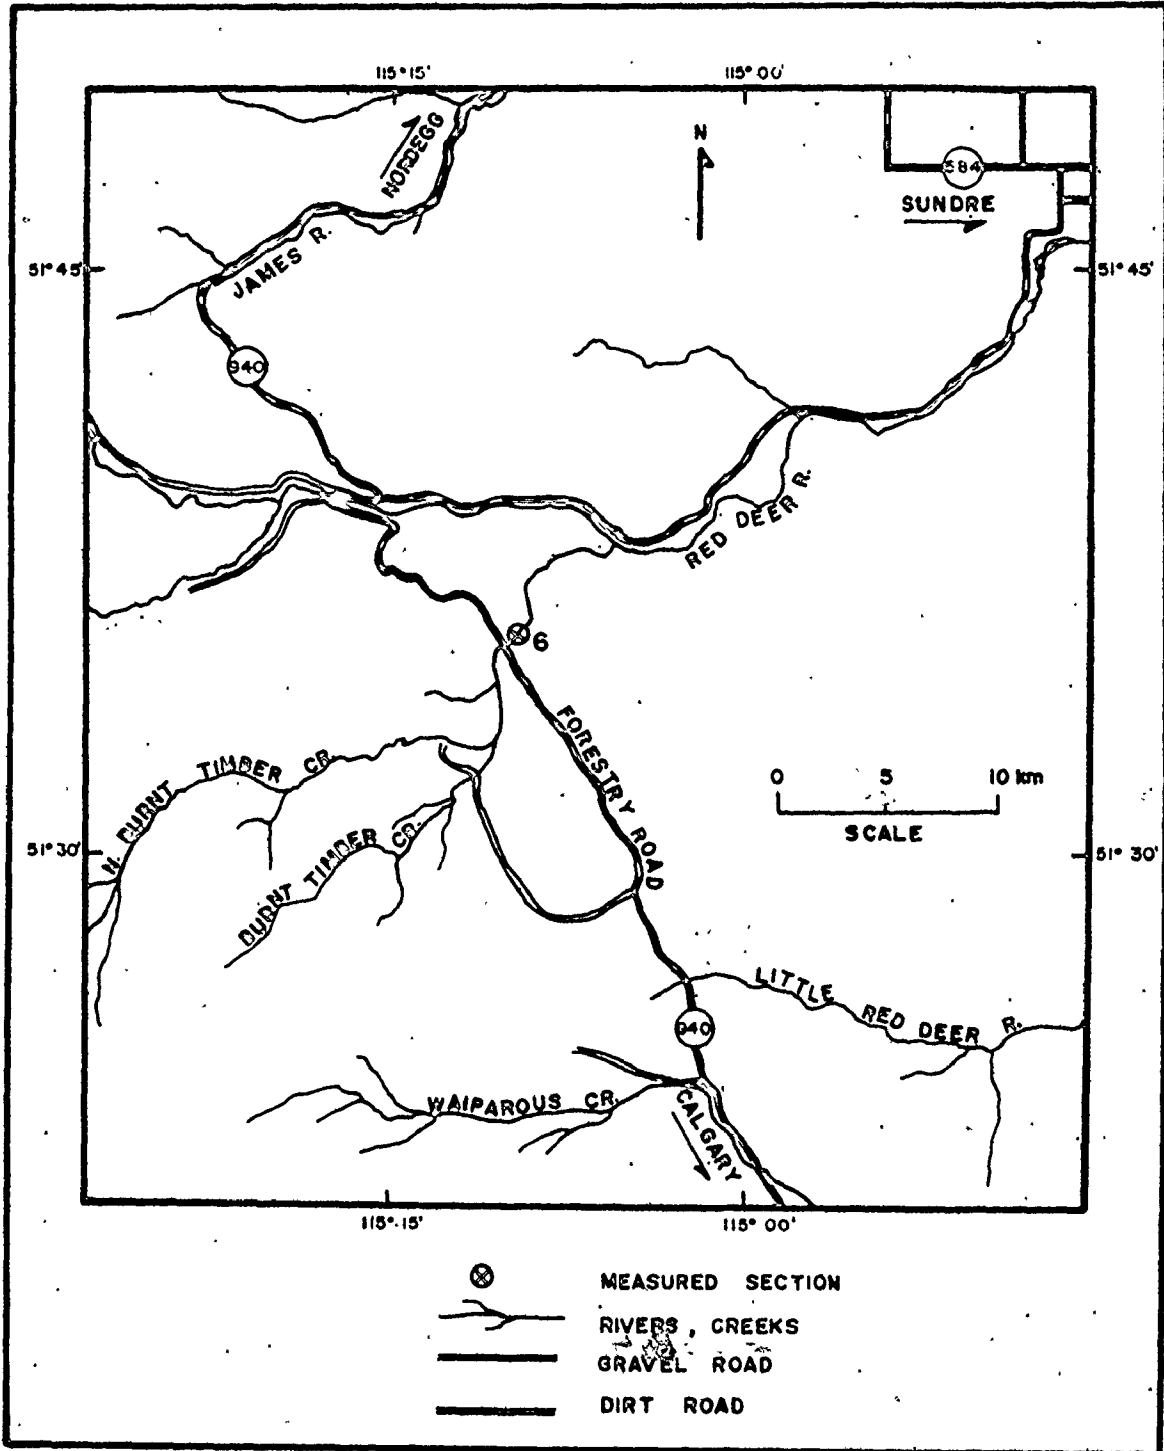 115°15'
115°00'
N
NORDEGG
584
SUNDRE
51°45'
JAMES R.
51°45'
940
RED DEER R.
6
FORESTRY ROAD
0 5 10 km
SCALE
N. BURNT TIMBER CR.
BURNT TIMBER CR.
51°30'
51°30'
LITTLE RED DEER R.
940
WAIPAROUS CR.
CALGARY
115°15'
115°00'
MEASURED SECTION
RIVERS, CREEKS
GRAVEL ROAD
DIRT ROAD